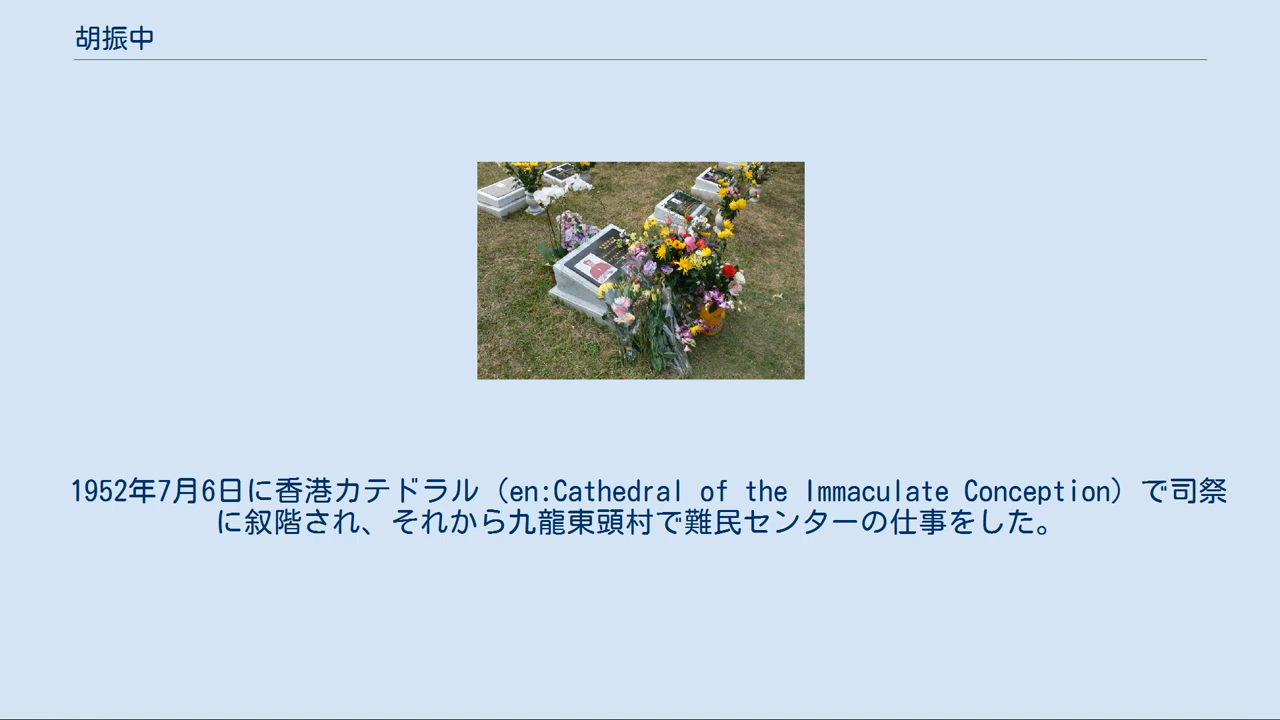 胡振中
1952年7月6日に香港カテドラル（en:Cathedral of the Immaculate Conception）で司祭
に叙階され、それから九龍東頭村で難民センターの仕事をした。